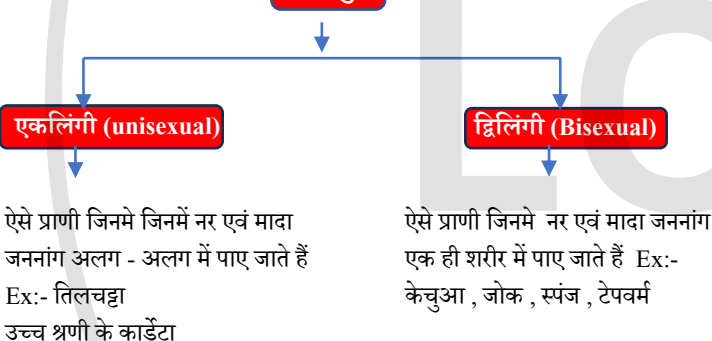 एकलिंगी (unisexual)
द्विलिंगी (Bisexual)
ऐसे प्राणी जिनमे जिनमें नर एवं मादा
जननांग अलग - अलग में पाए जाते हैं
Ex:- तिलचट्टा
उच्च श्रणी के कार्डेटा
ऐसे प्राणी जिनमे नर एवं मादा जननांग
एक ही शरीर में पाए जाते हैं Ex:-
केचुआ , जोक , स्पंज , टेपवर्म